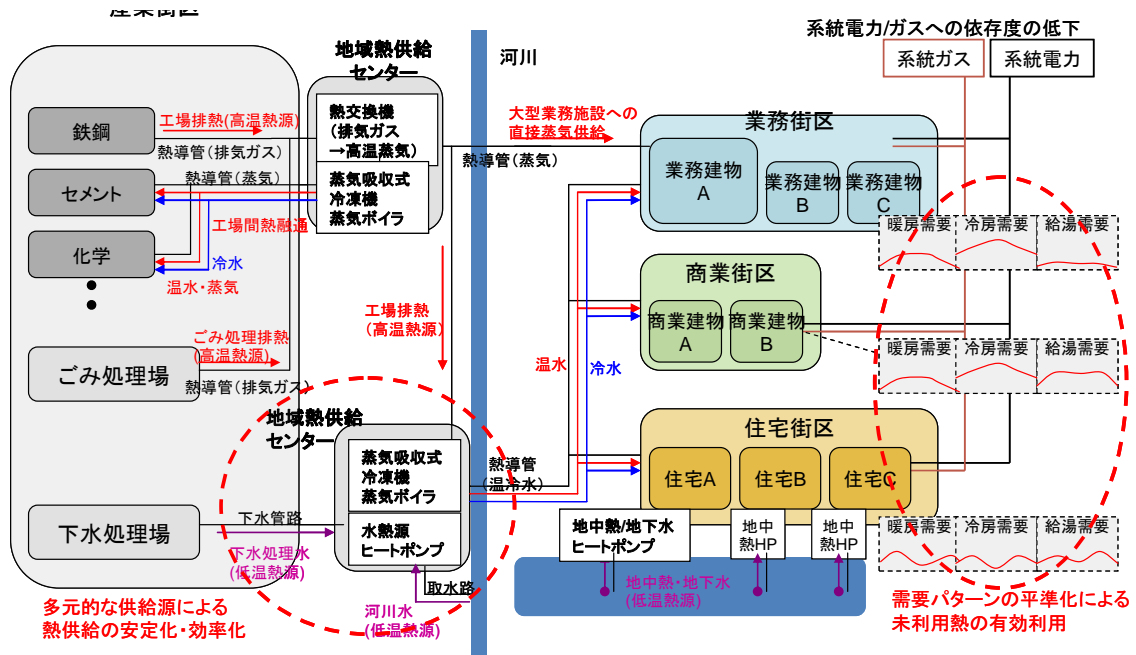 産業街区
地域熱供給
センター
河川
系統電力/ガスへの依存度の低下
系統ガス
系統電力
鉄鋼
セメント
化学
工場排熱(高温熱源)
熱導管(排気ガス)
熱導管(蒸気)
工場間熱融通
冷水
温水・蒸気
熱交換機
(排気ガス
→高温蒸気)
蒸気吸収式
冷凍機
蒸気ボイラ
大型業務施設への
直接蒸気供給
熱導管(蒸気)
業務街区
業務建物
A
業務建物
B
業務建物
C
暖房需要
冷房需要
給湯需要
工場排熱
(高温熱源)
商業街区
商業建物
A
商業建物
B
温水
冷水
暖房需要
冷房需要
給湯需要
ごみ処理排熱
(高温熱源)
ごみ処理場
熱導管(排気ガス)
地域熱供給
センター
蒸気吸収式
冷凍機
蒸気ボイラ
水熱源
ヒートポンプ
熱導管
(温冷水)
住宅街区
住宅A
住宅B
住宅C
暖房需要
冷房需要
給湯需要
下水処理場
下水管路
下水処理水
(低温熱源)
取水路
河川水
(低温熱源)
地中熱/地下水
ヒートポンプ
地中
熱HP
地中
熱HP
地中熱・地下水
(低温熱源)
多元的な供給源による
熱供給の安定化・効率化
需要パターンの平準化による
未利用熱の有効利用